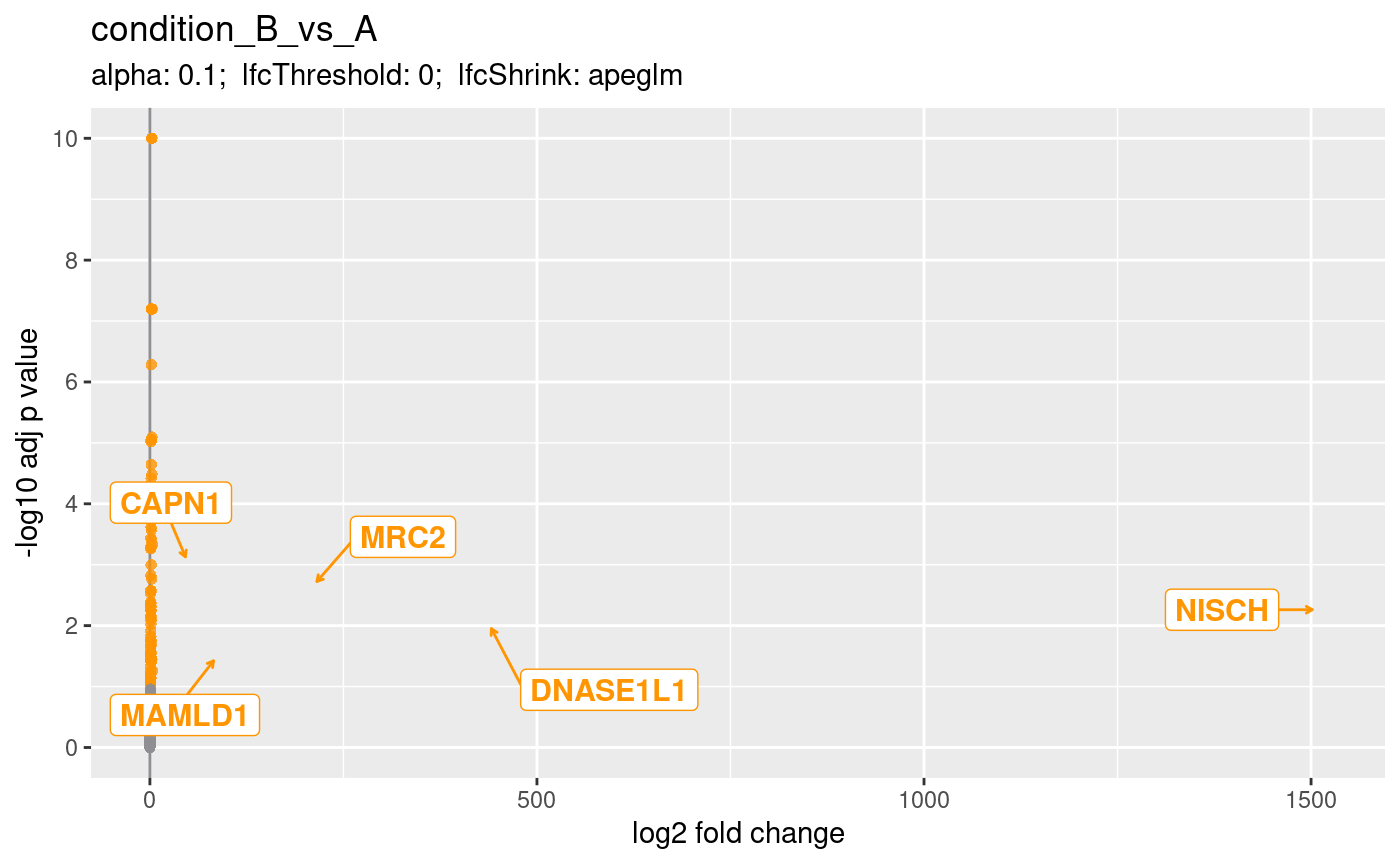 condition_B_vs_A
alpha: 0.1;  lfcThreshold: 0;  lfcShrink: apeglm
-log10 adj p value
10
8
6
4
2
0
CAPN1
MRC2
NISCH
DNASE1L1
MAMLD1
0
500
1000
1500
log2 fold change